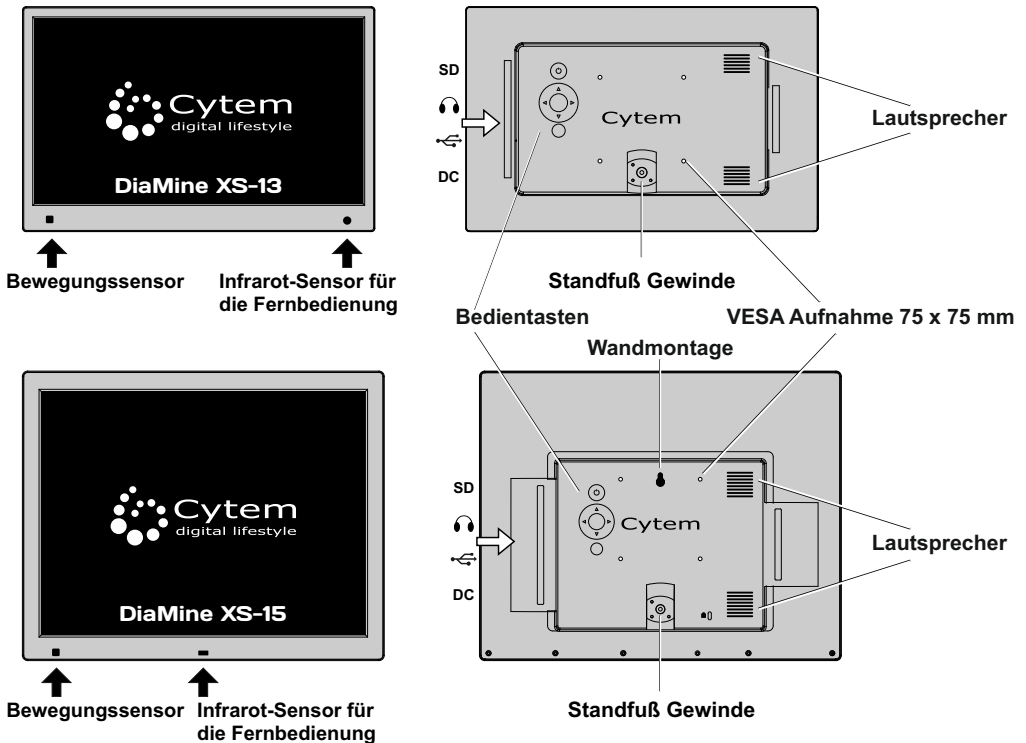 Cytem
digital lifestyle
DiaMine XS-13
Bewegungssensor
Infrarot-Sensor für
die Fernbedienung
SD
DC
Cytem
Lautsprecher
Standfuß Gewinde
Bedientasten
VESA Aufnahme 75 x 75 mm
Wandmontage
Cytem
digital lifestyle
DiaMine XS-15
Bewegungssensor
Infrarot-Sensor für
die Fernbedienung
SD
DC
Cytem
Lautsprecher
Standfuß Gewinde